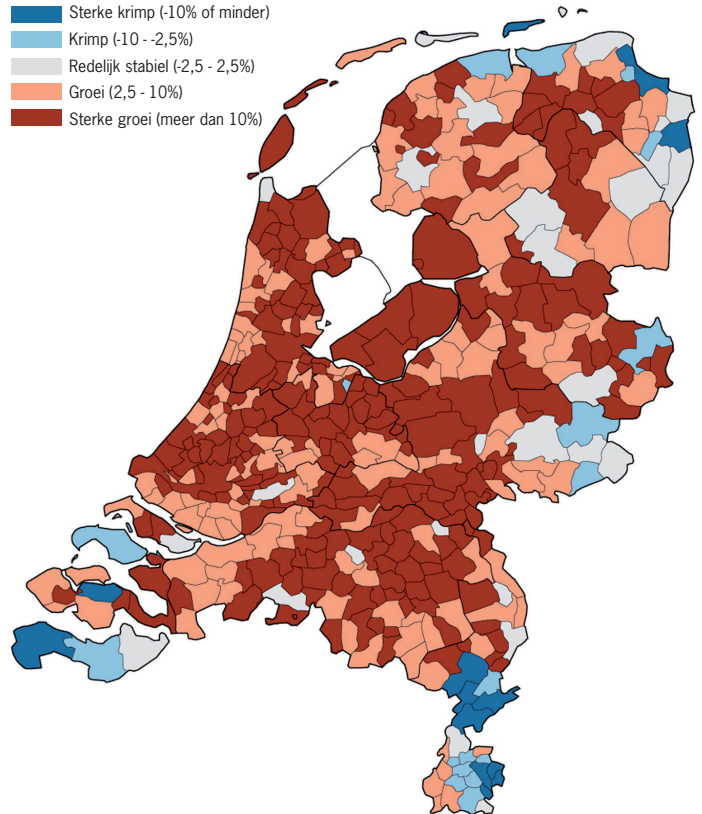 Sterke krimp (-10% of minder)
Krimp (-10 - -2,5%)
Redelijk stabiel (-2,5 - 2,5%)
Groei (2,5 - 10%)
Sterke groei (meer dan 10%)